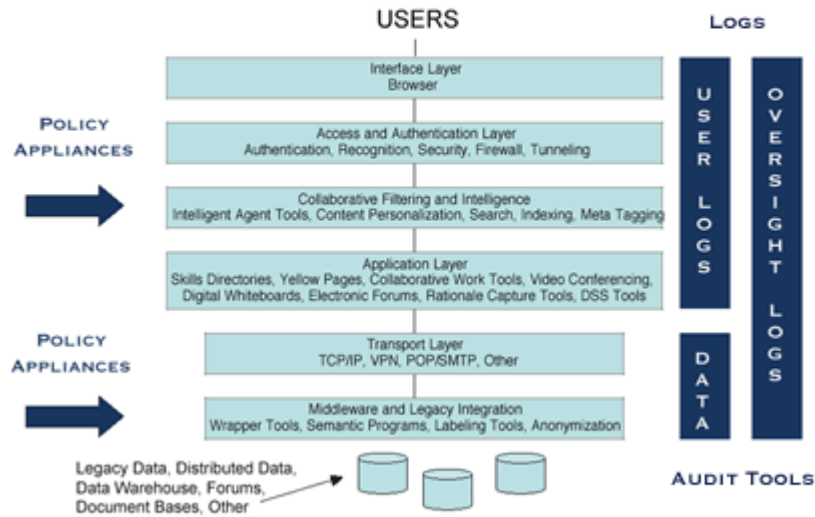 USERS
LOGS
Interface Layer
Browser
POLICY
APPLIANCES
Access and Authentication Layer
Authentication, Recognition, Security, Firewall, Tunneling
Collaborative Filtering and Intelligence
Intelligent Agent Tools, Content Personalization, Search, Indexing, Meta Tagging
Application Layer
Skills Directories, Yellow Pages, Collaborative Work Tools, Video Conferencing,
Digital Whiteboards, Electronic Forums, Rationale Capture Tools, DSS Tools
USER LOGS
OVERSIGHT LOGS
POLICY
APPLIANCES
Transport Layer
TCP/IP, VPN, POP/SMTP, Other
Middleware and Legacy Integration
Wrapper Tools, Semantic Programs, Labeling Tools, Anonymization
DATA
Legacy Data, Distributed Data,
Data Warehouse, Forums,
Document Bases, Other
AUDIT TOOLS